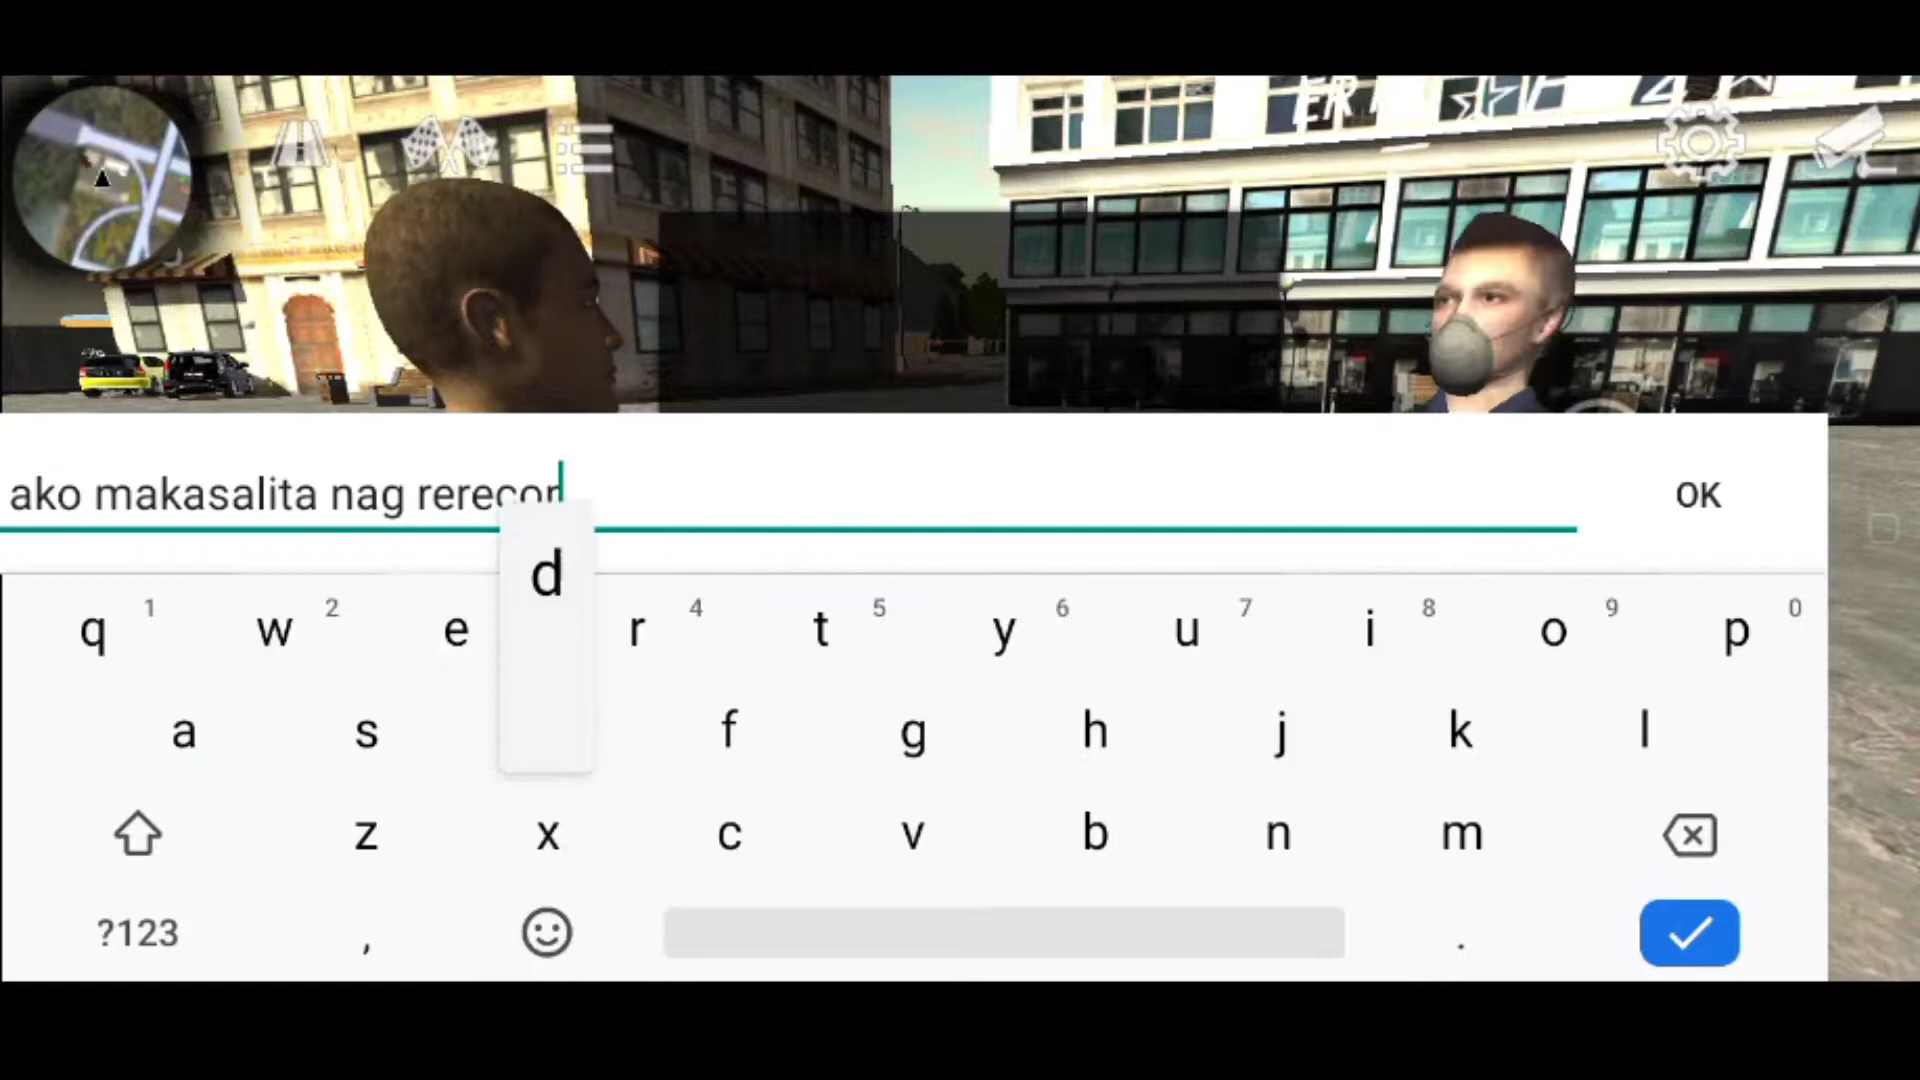 ako makasalita nag rerecor
OK
d
q 1 w 2 e r 4 t 5 y 6 u 7 i 8 o 9 p 0
a s f g h j k l
z x c v b n m
?123 , .